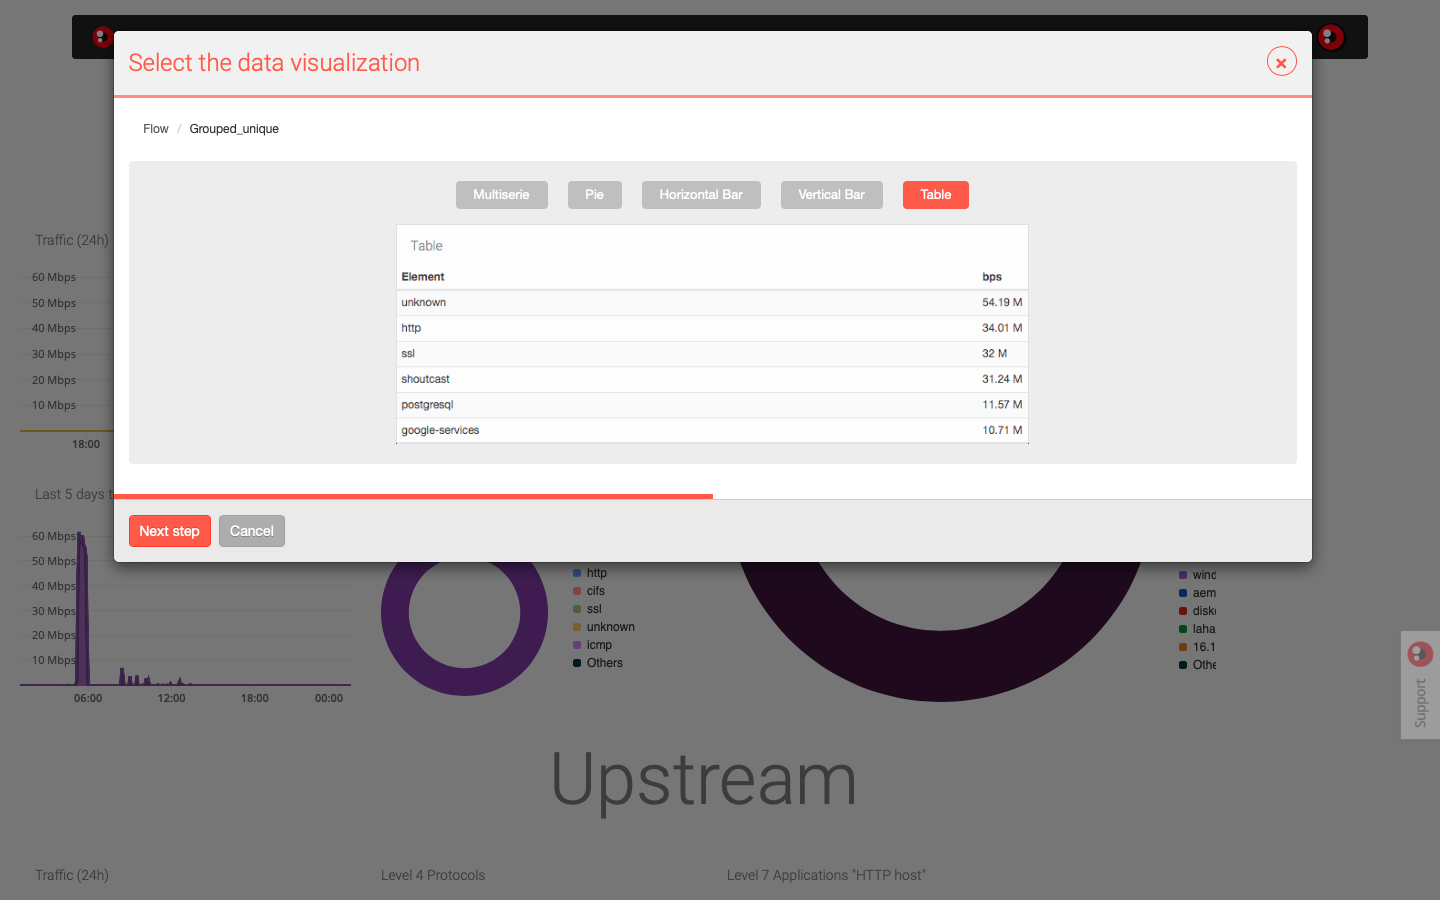 Select the data visualization
Flow / Grouped_unique
Multiserie Pie Horizontal Bar Vertical Bar Table
Table
Element bps
unknown 54.19 M
http 34.01 M
ssl 32 M
shoutcast 31.24 M
postgresql 11.57 M
google-services 10.71 M
Next step Cancel
Traffic (24h)
60 Mbps
50 Mbps
40 Mbps
30 Mbps
20 Mbps
10 Mbps
18:00
Last 5 days t
60 Mbps
50 Mbps
40 Mbps
30 Mbps
20 Mbps
10 Mbps
06:00 12:00 18:00 00:00
http
cifs
ssl
unknown
icmp
Others
wind
aem
disk
laha
16.1
Othe
Support
Upstream
Traffic (24h) Level 4 Protocols Level 7 Applications "HTTP host"